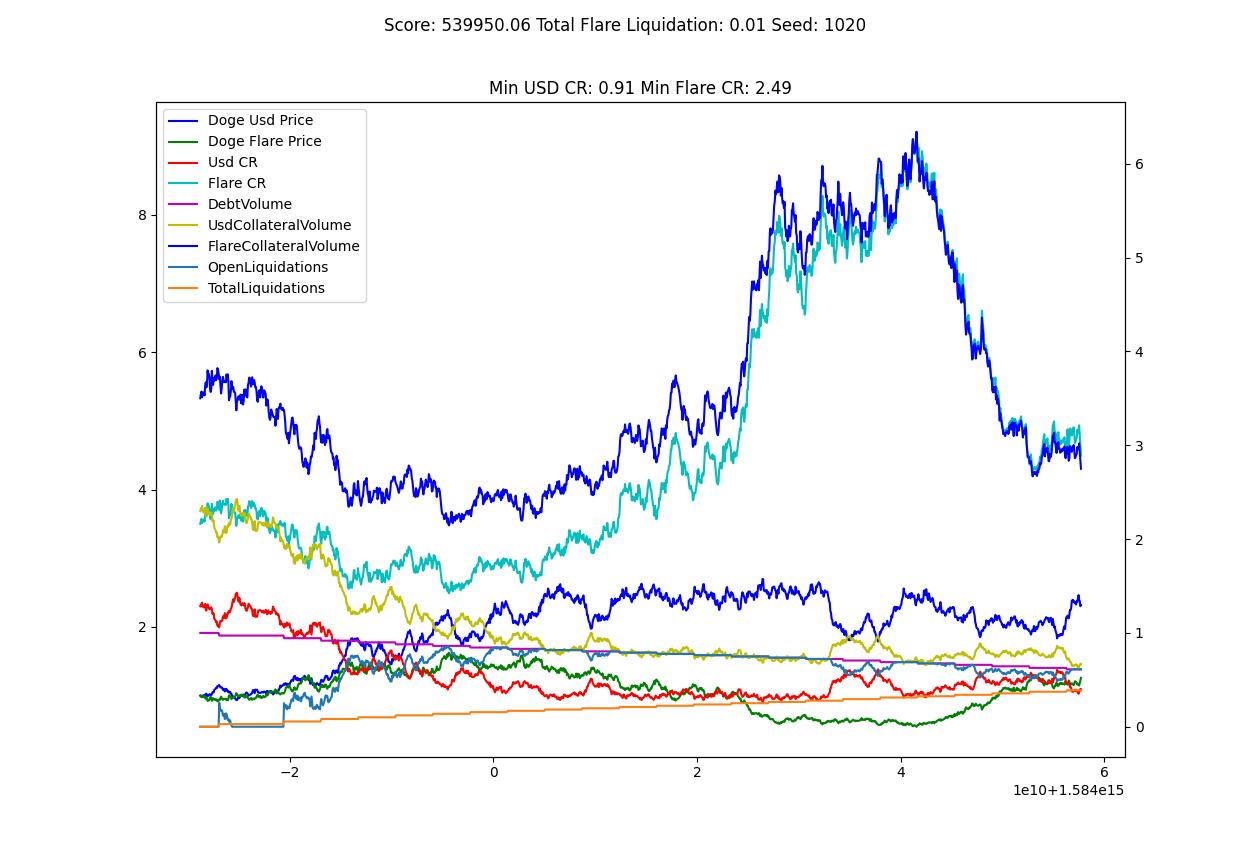 Score: 539950.06 Total Flare Liquidation: 0.01 Seed: 1020
Min USD CR: 0.91 Min Flare CR: 2.49
Doge Usd Price
Doge Flare Price
Usd CR
Flare CR
DebtVolume
UsdCollateralVolume
FlareCollateralVolume
OpenLiquidations
TotalLiquidations
8
6
4
2
6
5
4
3
2
1
0
−2
0
2
4
6
1e10+1.584e15